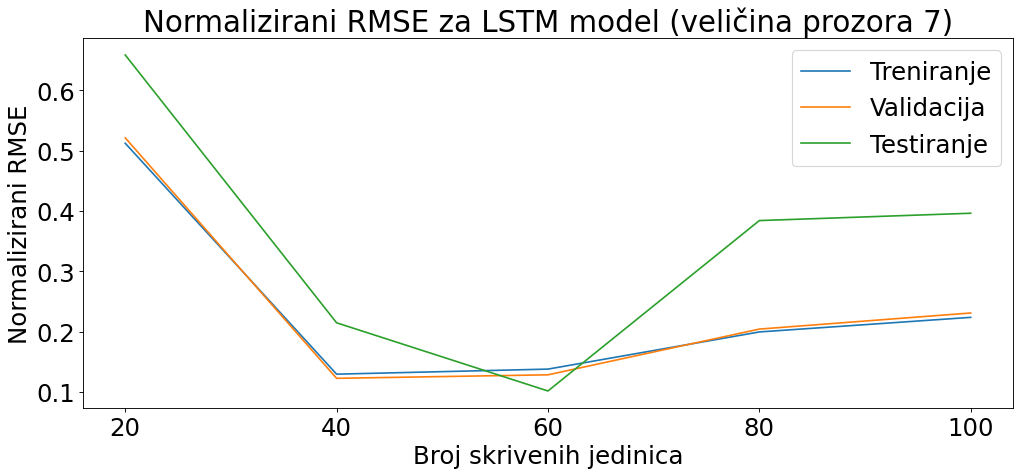 Normalizirani RMSE za LSTM model (veličina prozora 7)
Normalizirani RMSE
0.6
0.5
0.4
0.3
0.2
0.1
Treniranje
Validacija
Testiranje
20 40 60 80 100
Broj skrivenih jedinica